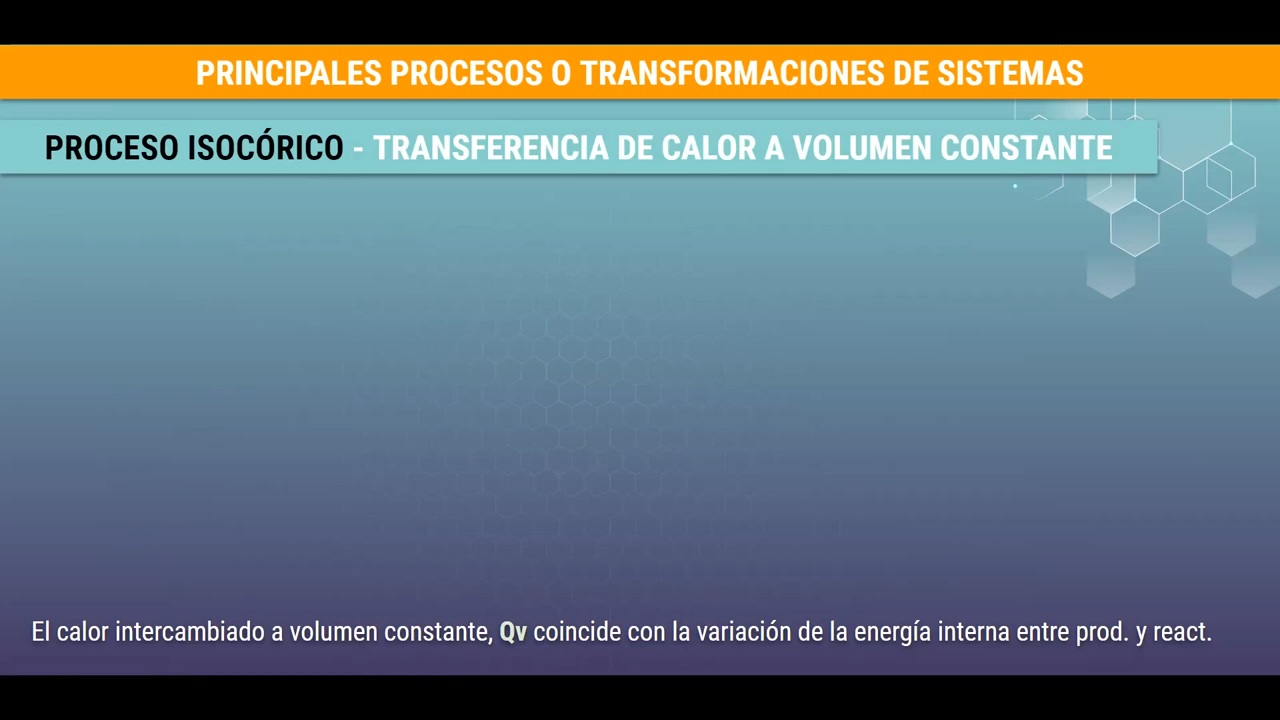 PRINCIPALES PROCESOS O TRANSFORMACIONES DE SISTEMAS
PROCESO ISOCÓRICO - TRANSFERENCIA DE CALOR A VOLUMEN CONSTANTE
El calor intercambiado a volumen constante, Qv coincide con la variación de la energía interna entre prod. y react.